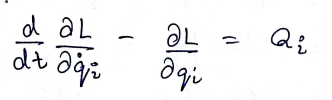 d/dt ∂L/∂q̇ᵢ − ∂L/∂qᵢ = Qᵢ